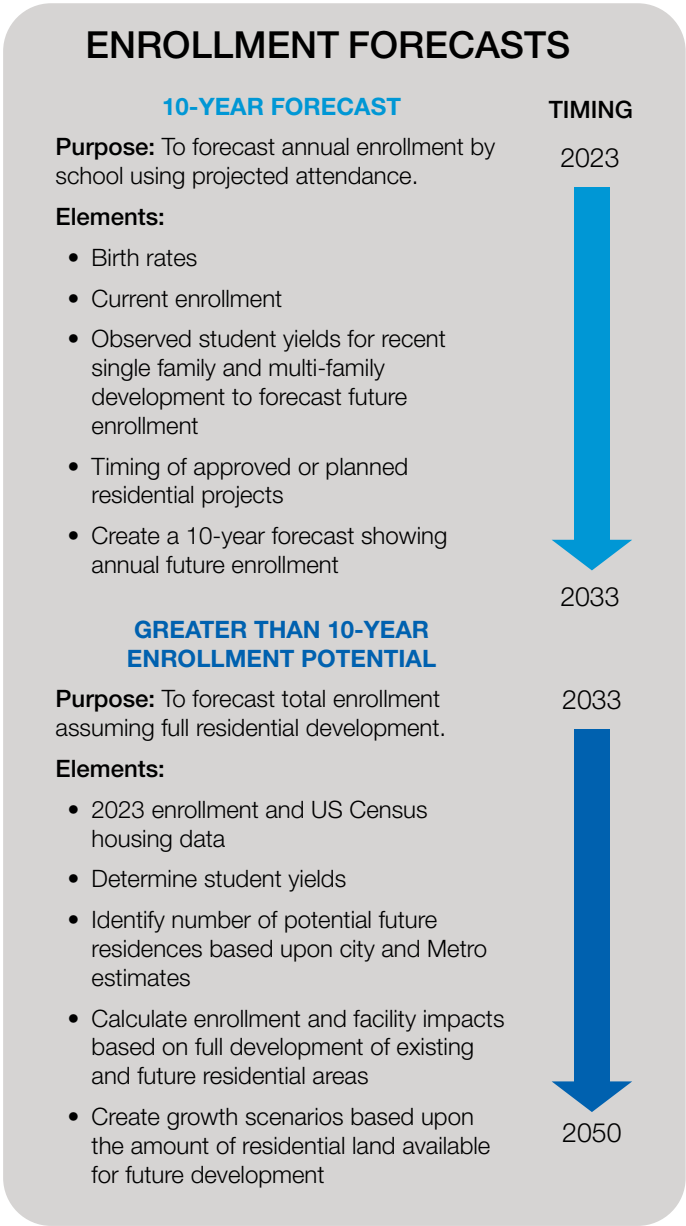 ENROLLMENT FORECASTS
10-YEAR FORECAST
TIMING
Purpose: To forecast annual enrollment by
school using projected attendance.
2023
Elements:
• Birth rates
• Current enrollment
• Observed student yields for recent
single family and multi-family
development to forecast future
enrollment
• Timing of approved or planned
residential projects
• Create a 10-year forecast showing
annual future enrollment
2033
GREATER THAN 10-YEAR
ENROLLMENT POTENTIAL
Purpose: To forecast total enrollment
assuming full residential development.
2033
Elements:
• 2023 enrollment and US Census
housing data
• Determine student yields
• Identify number of potential future
residences based upon city and Metro
estimates
• Calculate enrollment and facility impacts
based on full development of existing
and future residential areas
• Create growth scenarios based upon
the amount of residential land available
for future development
2050